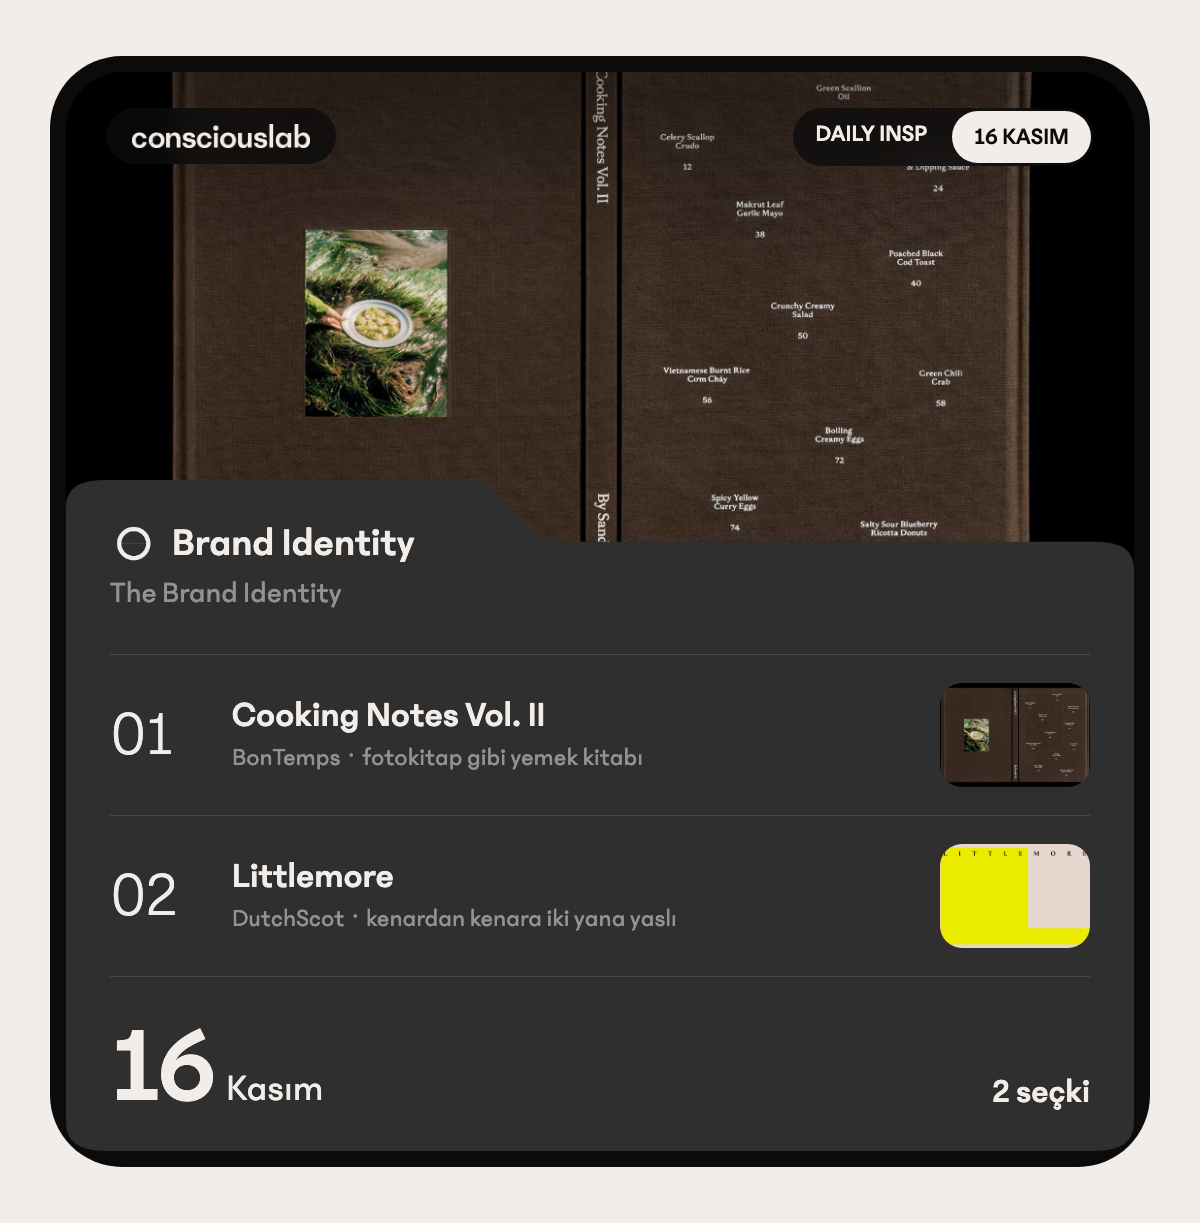 consciouslab
DAILY INSP
16 KASIM
Cooking Notes Vol. II
By Sand
Green Scallion
Oil
Celery Scallop
Crudo
12
& Dipping Sauce
24
Makrut Leaf
Garlic Mayo
38
Poached Black
Cod Toast
40
Crunchy Creamy
Salad
50
Vietnamese Burnt Rice
Cơm Cháy
56
Green Chili
Crab
58
Boiling
Creamy Eggs
72
Spicy Yellow
Curry Eggs
74
Salty Sour Blueberry
Ricotta Donuts
Brand Identity
The Brand Identity
01
Cooking Notes Vol. II
BonTemps · fotokitap gibi yemek kitabı
02
Littlemore
DutchScot · kenardan kenara iki yana yaslı
LITTLEMORE
16 Kasım
2 seçki